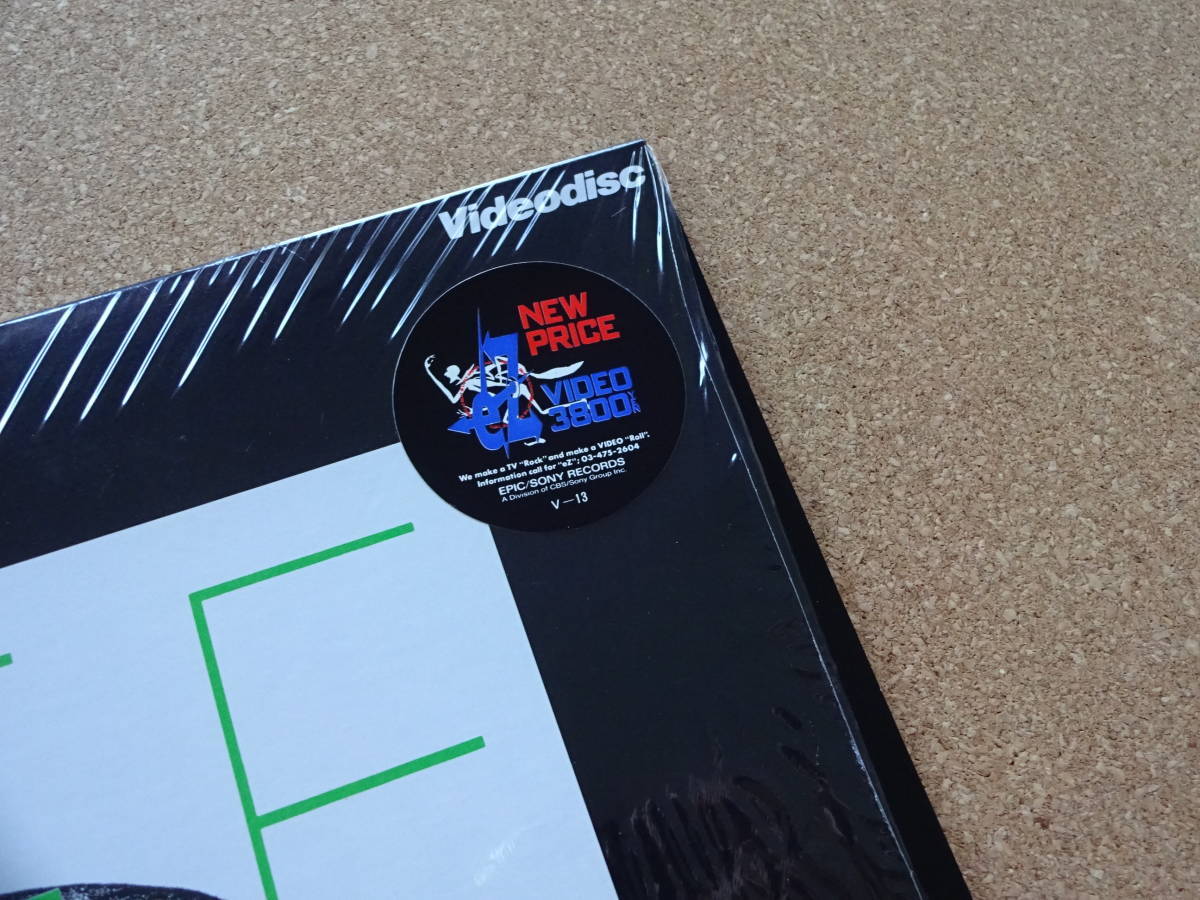 Videodisc
NEW
PRICE
eZ
VIDEO
3800
We make a TV "Rock" and make a VIDEO "Roll".
Information call for "eZ"; 03-475-2604
EPIC/SONY RECORDS
A Division of CBS/Sony Group Inc.
V—13